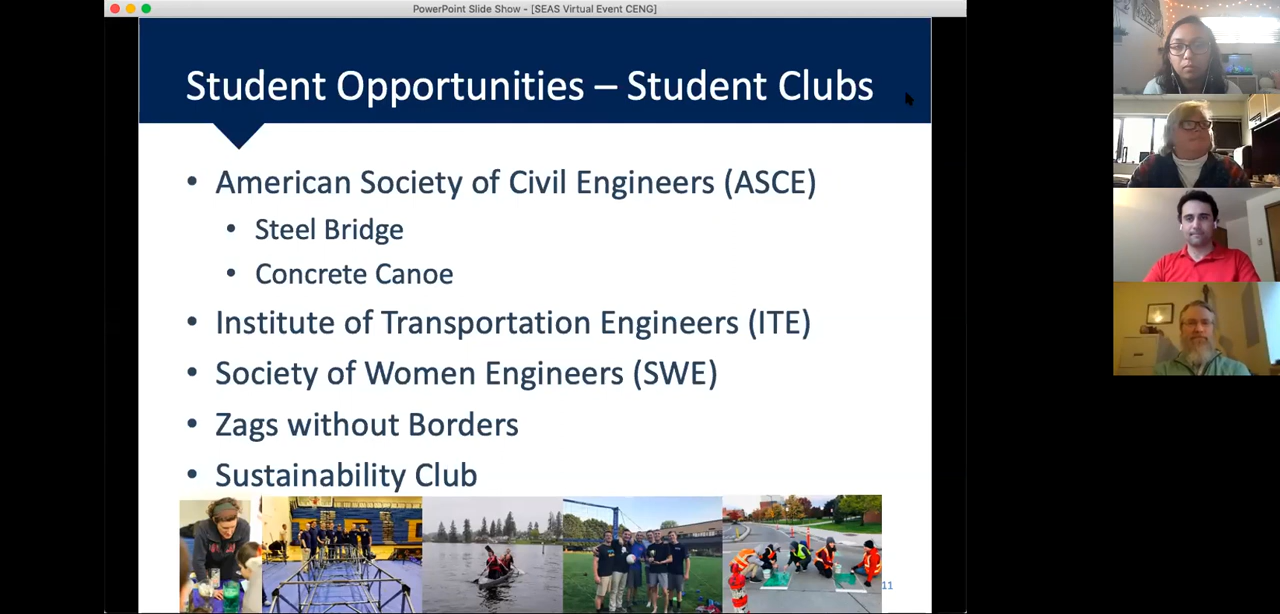 PowerPoint Slide Show - [SEAS Virtual Event CENG]
Student Opportunities – Student Clubs
• American Society of Civil Engineers (ASCE)
• Steel Bridge
• Concrete Canoe
• Institute of Transportation Engineers (ITE)
• Society of Women Engineers (SWE)
• Zags without Borders
• Sustainability Club
11